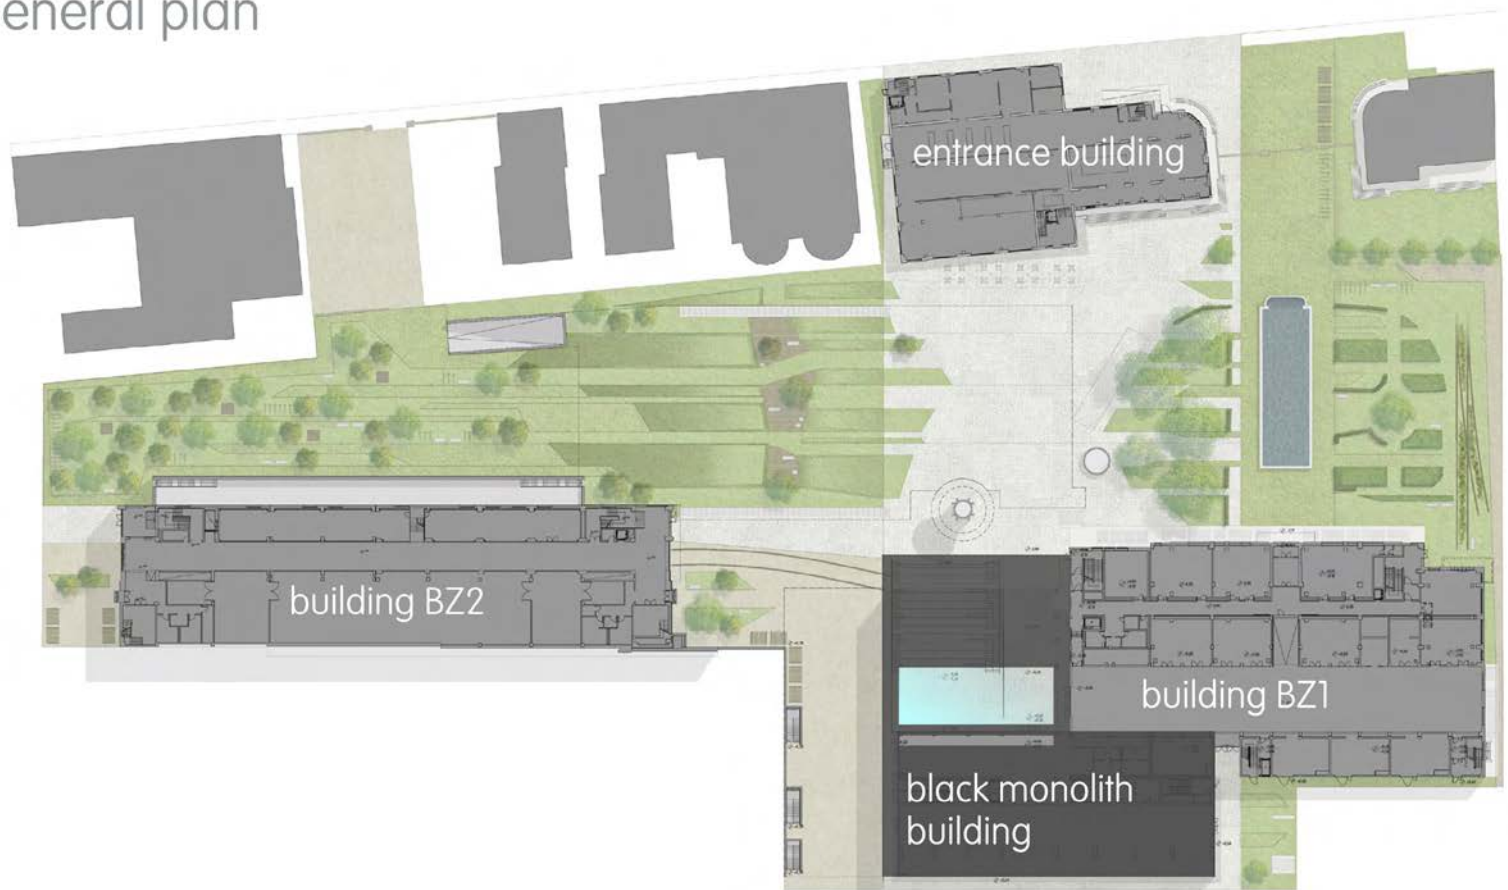 eneral plan
entrance building
building BZ2
building BZ1
black monolith
building